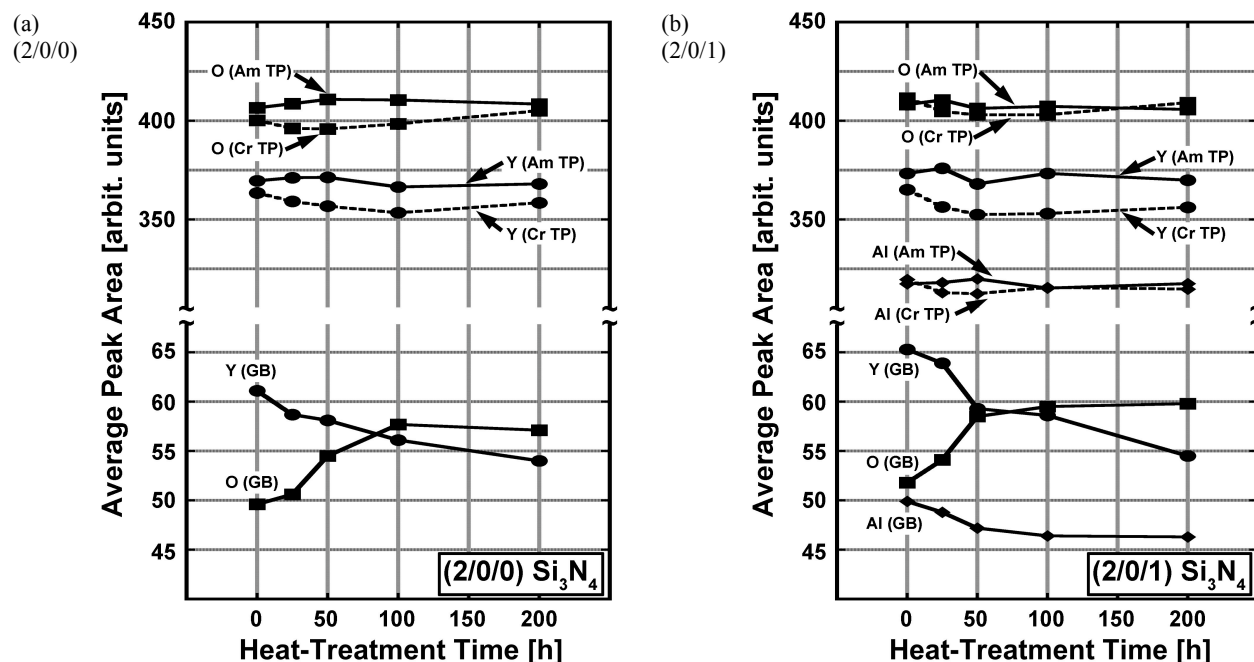 (a)
(2/0/0)
Average Peak Area [arbit. units]
450
400
350
65
60
55
50
45
O (Am TP)
O (Cr TP)
Y (Am TP)
Y (Cr TP)
≈ ≈
Y (GB)
O (GB)
(2/0/0) Si₃N₄
0 50 100 150 200
Heat-Treatment Time [h]
(b)
(2/0/1)
Average Peak Area [arbit. units]
450
400
350
65
60
55
50
45
O (Am TP)
O (Cr TP)
Y (Am TP)
Y (Cr TP)
Al (Am TP)
Al (Cr TP)
≈ ≈
Y (GB)
O (GB)
Al (GB)
(2/0/1) Si₃N₄
0 50 100 150 200
Heat-Treatment Time [h]